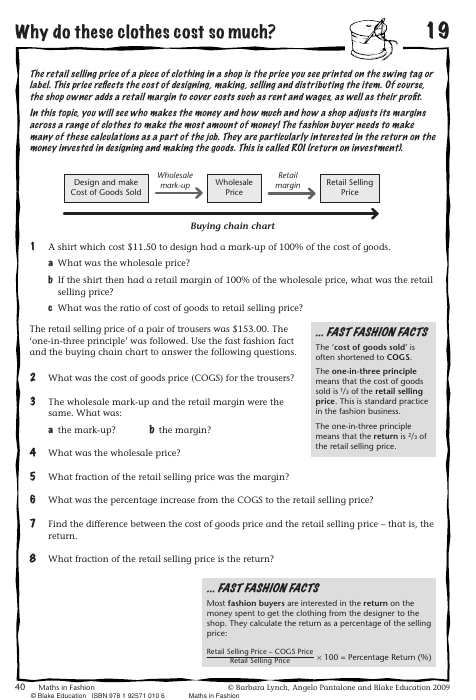 Why do these clothes cost so much?
19
The retail selling price of a piece of clothing in a shop is the price you see printed on the swing tag or
label. This price reflects the cost of designing, making, selling and distributing the item. Of course,
the shop owner adds a retail margin to cover costs such as rent and wages, as well as their profit.
In this topic, you will see who makes the money and how much and how a shop adjusts its margins
across a range of clothes to make the most amount of money! The fashion buyer needs to make
many of these calculations as a part of the job. They are particularly interested in the return on the
money invested in designing and making the goods. This is called ROI (return on investment).
Design and make
Cost of Goods Sold
Wholesale
mark-up
Wholesale
Price
Retail
margin
Retail Selling
Price
Buying chain chart
1 A shirt which cost $11.50 to design had a mark-up of 100% of the cost of goods.
a What was the wholesale price?
b If the shirt then had a retail margin of 100% of the wholesale price, what was the retail
selling price?
c What was the ratio of cost of goods to retail selling price?
The retail selling price of a pair of trousers was $153.00. The
'one-in-three principle' was followed. Use the fast fashion fact
and the buying chain chart to answer the following questions.
2 What was the cost of goods price (COGS) for the trousers?
3 The wholesale mark-up and the retail margin were the
same. What was:
a the mark-up? b the margin?
4 What was the wholesale price?
... FAST FASHION FACTS
The 'cost of goods sold' is
often shortened to COGS.
The one-in-three principle
means that the cost of goods
sold is 1/3 of the retail selling
price. This is standard practice
in the fashion business.
The one-in-three principle
means that the return is 2/3 of
the retail selling price.
5 What fraction of the retail selling price was the margin?
6 What was the percentage increase from the COGS to the retail selling price?
7 Find the difference between the cost of goods price and the retail selling price – that is, the
return.
8 What fraction of the retail selling price is the return?
... FAST FASHION FACTS
Most fashion buyers are interested in the return on the
money spent to get the clothing from the designer to the
shop. They calculate the return as a percentage of the selling
price:
Retail Selling Price – COGS Price
Retail Selling Price
× 100 = Percentage Return (%)
40 Maths in Fashion
© Barbara Lynch, Angelo Pantalone and Blake Education 2009
© Blake Education ISBN 978 1 92571 010 6 Maths in Fashion